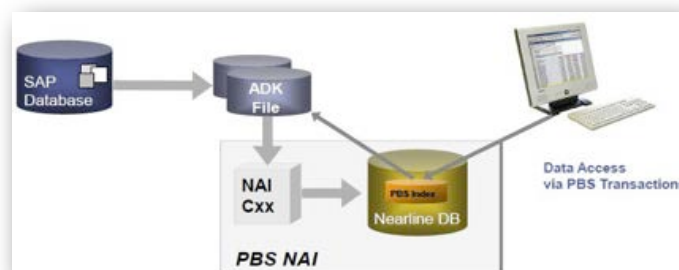 SAP
Database
ADK
File
NAI
Cxx
PBS Index
Nearline DB
Data Access
via PBS Transaction
PBS NAI